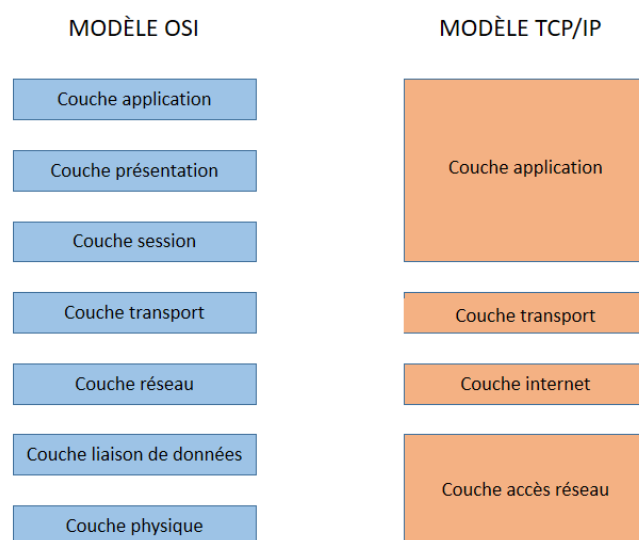 MODÈLE OSI
MODÈLE TCP/IP
Couche application
Couche présentation
Couche session
Couche transport
Couche réseau
Couche liaison de données
Couche physique
Couche application
Couche transport
Couche internet
Couche accès réseau